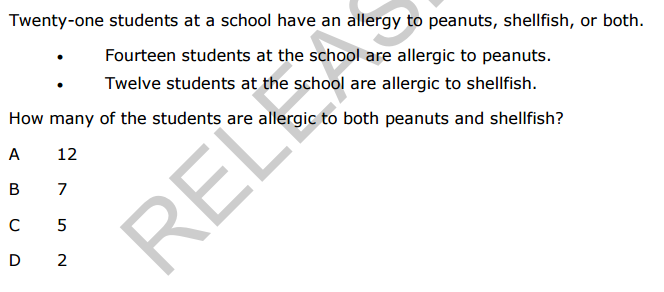 Twenty-one students at a school have an allergy to peanuts, shellfish, or both.
• Fourteen students at the school are allergic to peanuts.
• Twelve students at the school are allergic to shellfish.
How many of the students are allergic to both peanuts and shellfish?
A 12
B 7
C 5
D 2
RELEAS